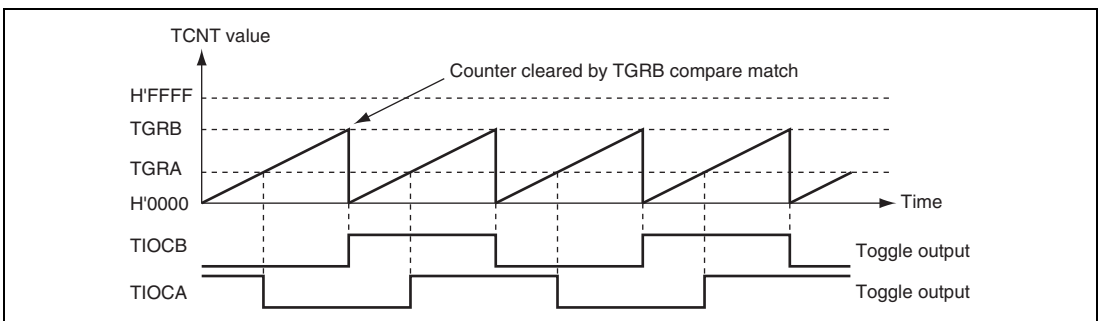 TCNT value
Counter cleared by TGRB compare match
H'FFFF
TGRB
TGRA
H'0000
Time
TIOCB
Toggle output
TIOCA
Toggle output